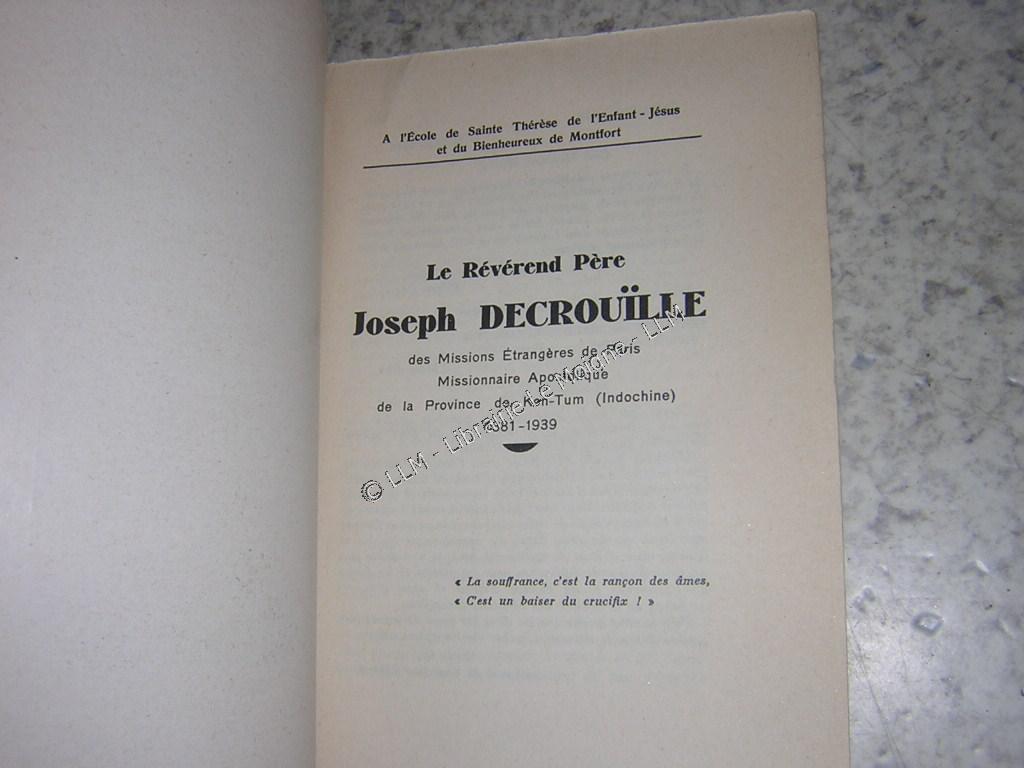 A l'École de Sainte Thérèse de l'Enfant-Jésus
et du Bienheureux de Montfort
Le Révérend Père
Joseph DECROUÏLLE
des Missions Étrangères de Paris
Missionnaire Apostolique
de la Province de Kon-Tum (Indochine)
1881-1939
« La souffrance, c'est la rançon des âmes,
« C'est un baiser du crucifix ! »
© LLM - Librairie Le Moigne - LLM